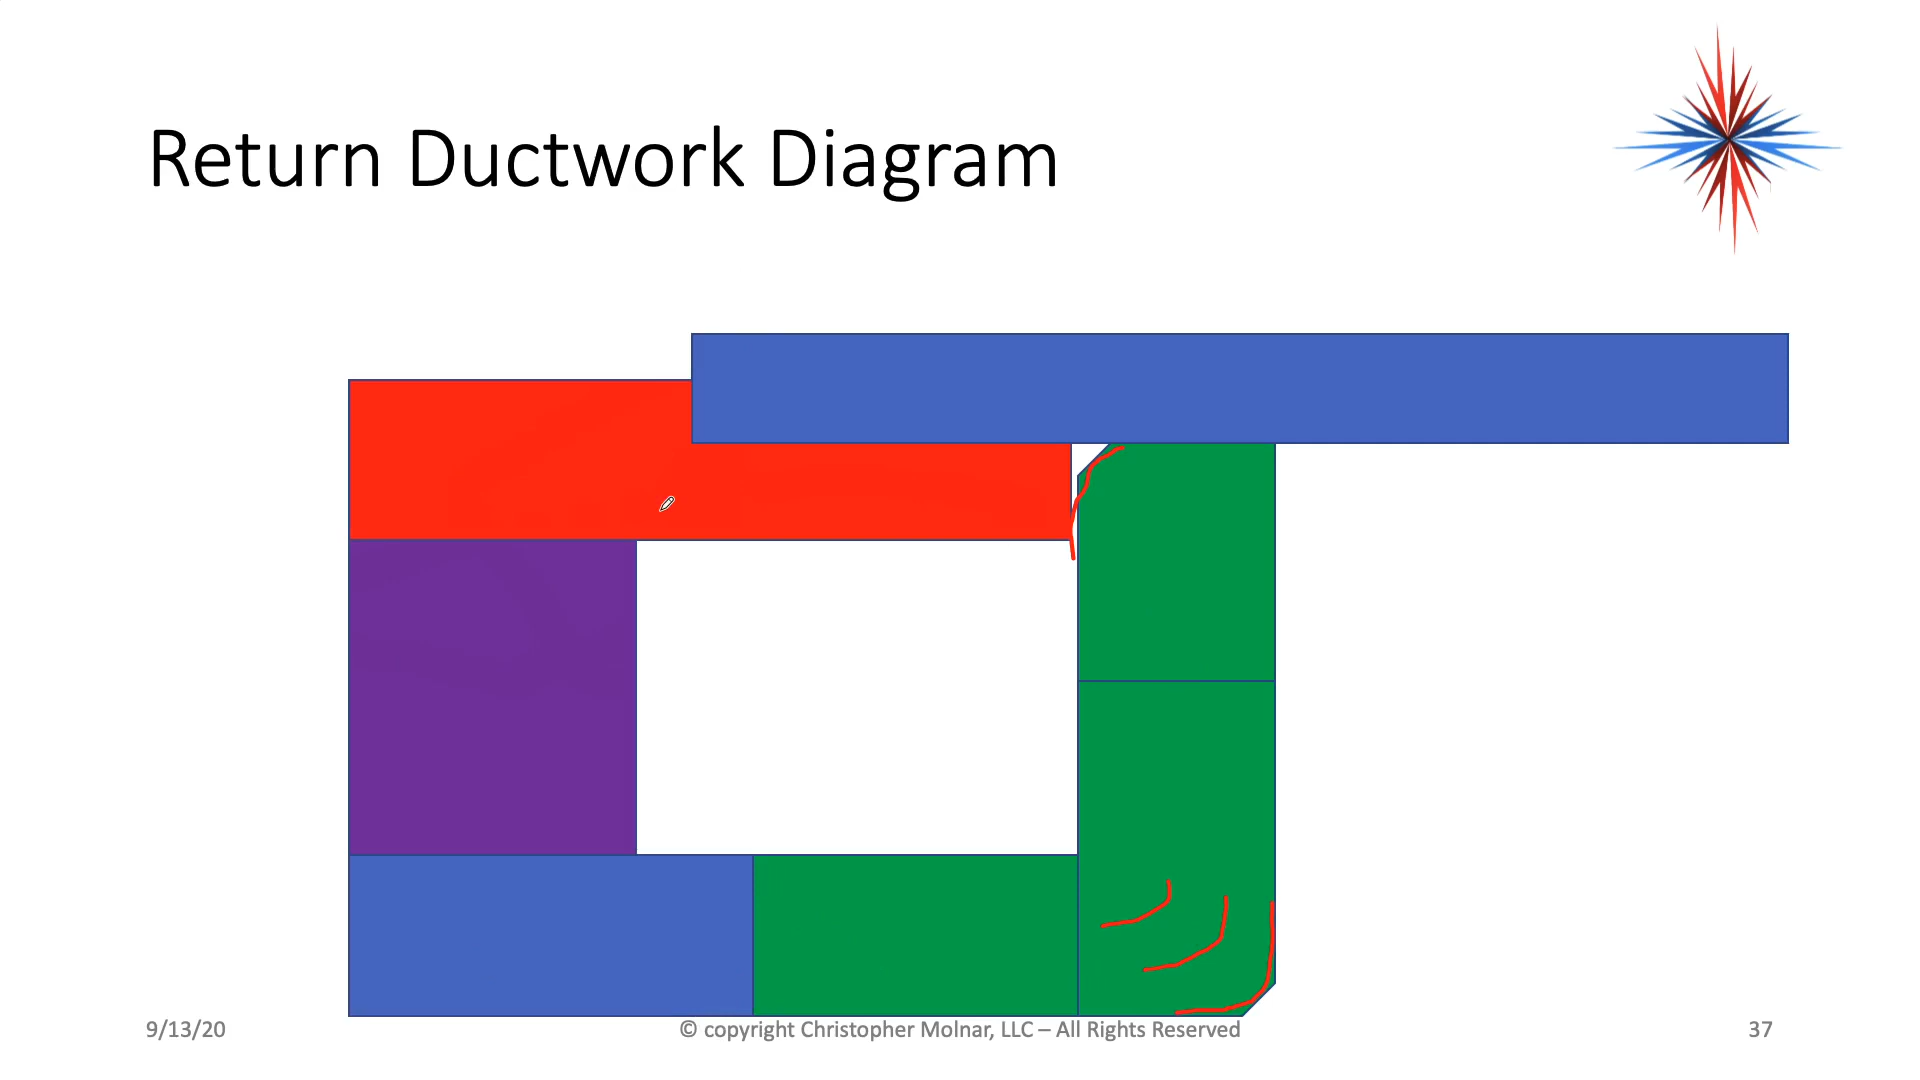 Return Ductwork Diagram
9/13/20
© copyright Christopher Molnar, LLC – All Rights Reserved
37